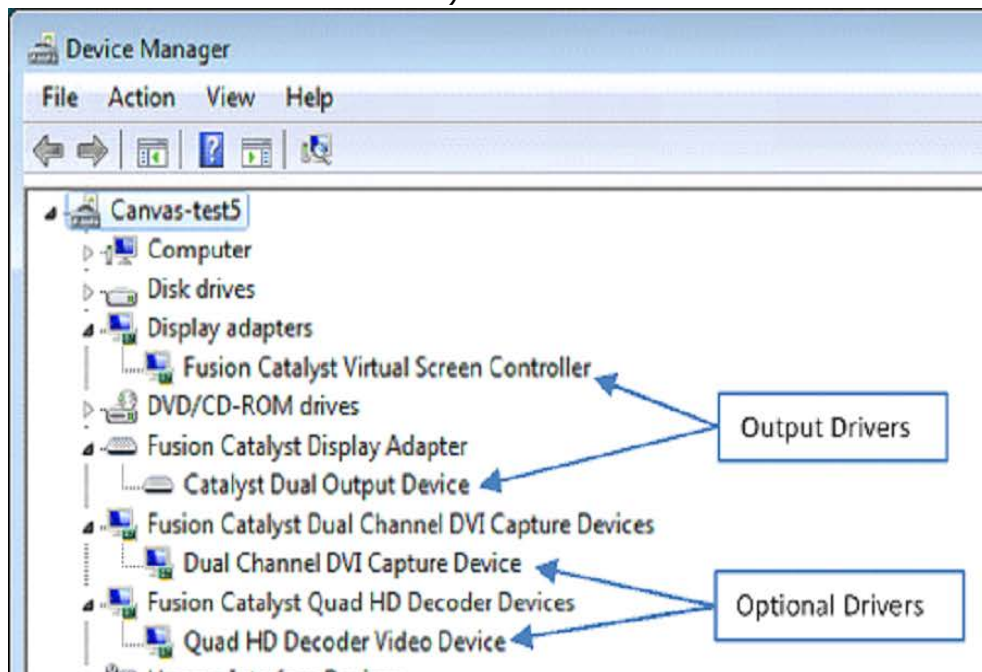 Device Manager
File Action View Help
Canvas-test5
Computer
Disk drives
Display adapters
Fusion Catalyst Virtual Screen Controller
DVD/CD-ROM drives
Fusion Catalyst Display Adapter
Catalyst Dual Output Device
Fusion Catalyst Dual Channel DVI Capture Devices
Dual Channel DVI Capture Device
Fusion Catalyst Quad HD Decoder Devices
Quad HD Decoder Video Device
Output Drivers
Optional Drivers